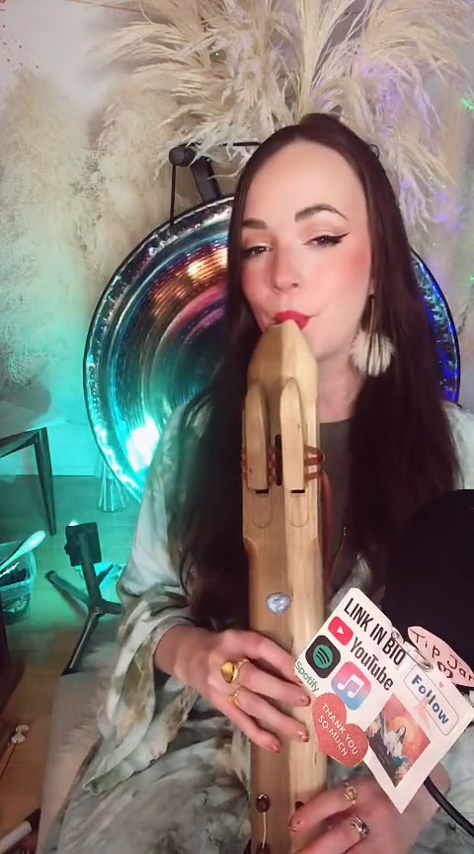 LINK IN BIO
YouTube
Spotify
THANK YOU
SO MUCH
Tip Jar
Follow